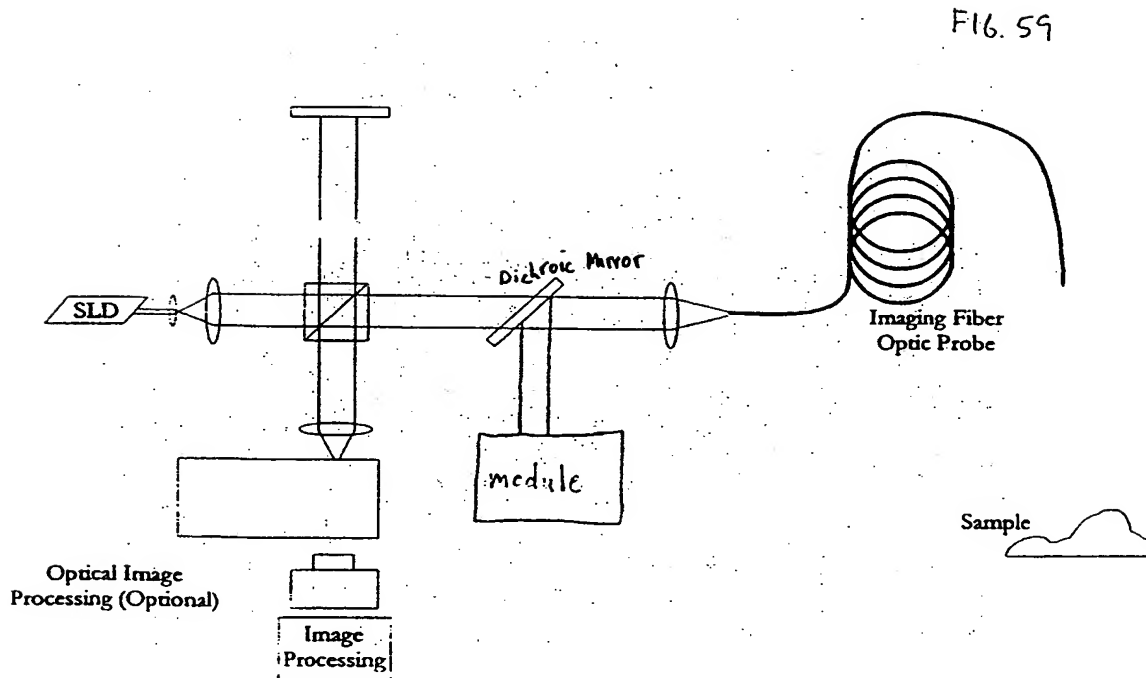 FIG. 59
Dichroic Mirror
SLD
Imaging Fiber
Optic Probe
module
Sample
Optical Image
Processing (Optional)
Image
Processing